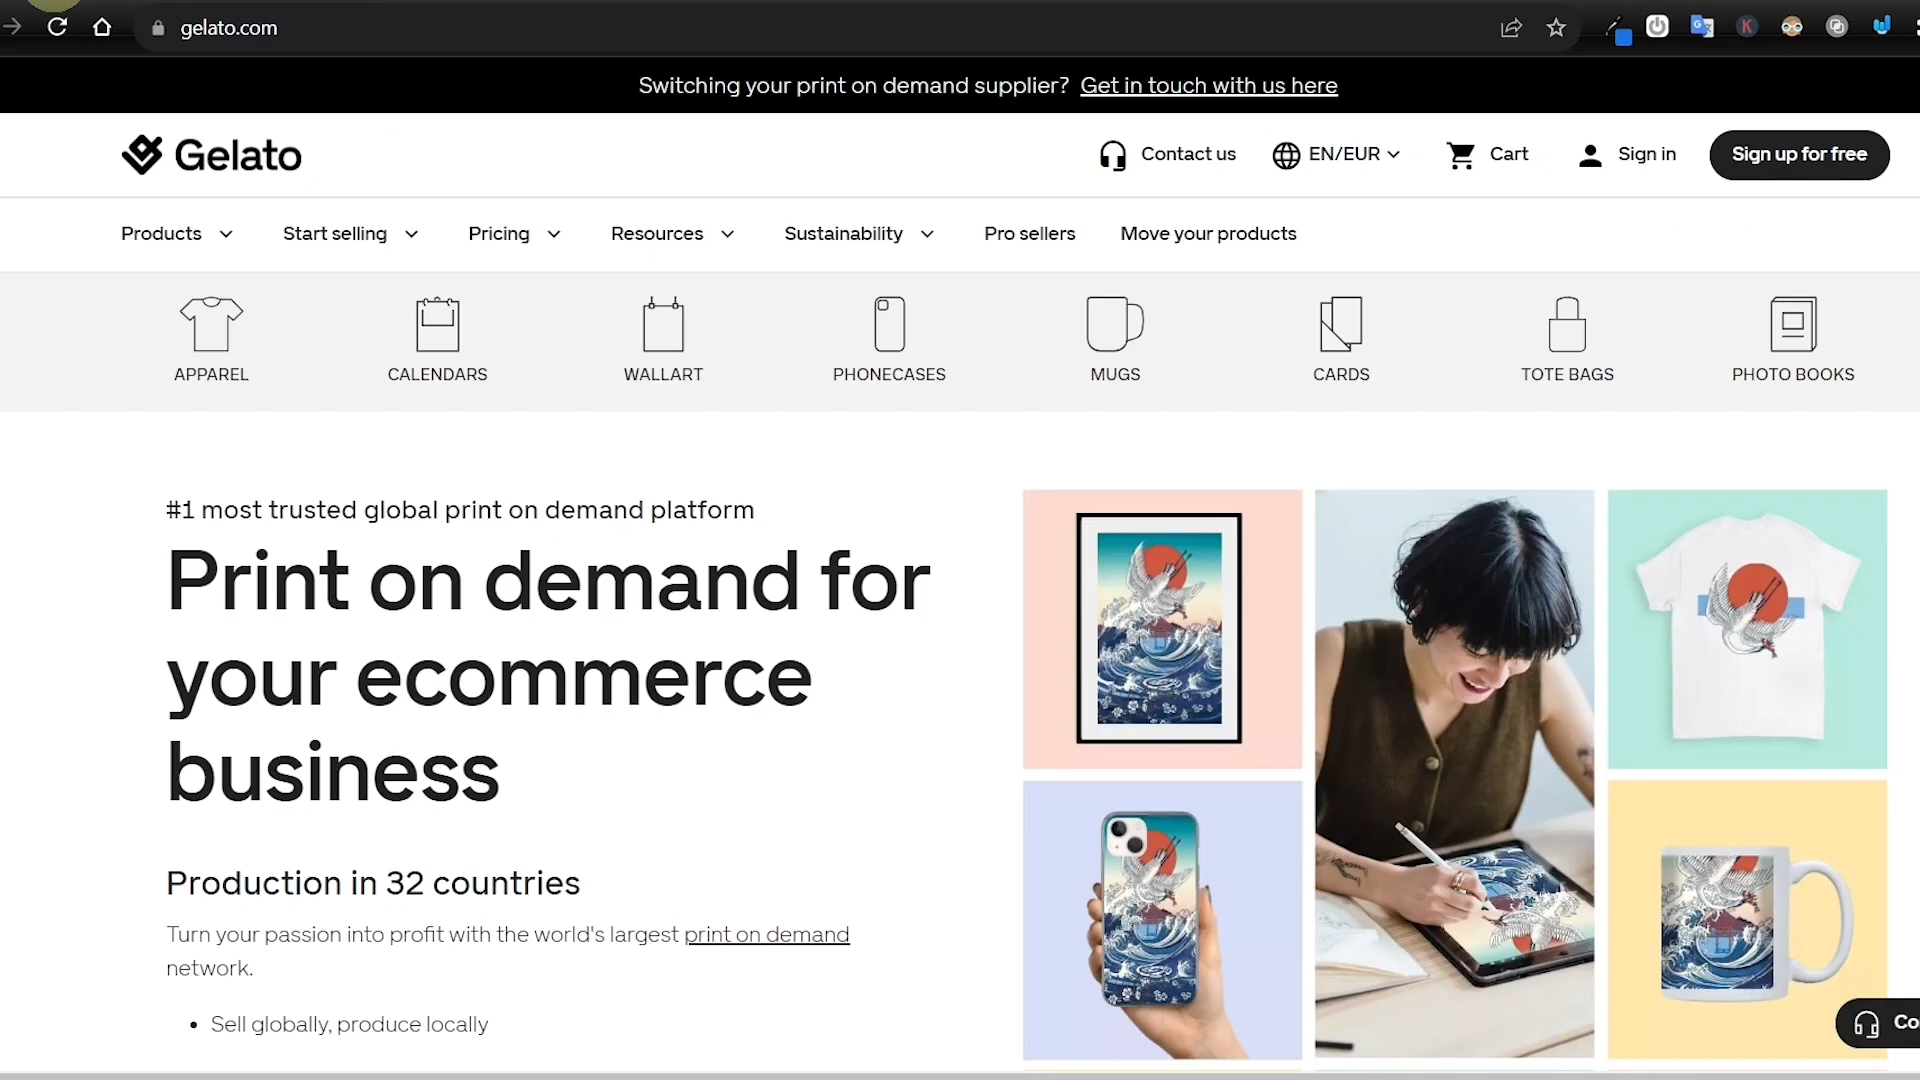 gelato.com
Switching your print on demand supplier? Get in touch with us here
Gelato
Contact us
EN/EUR
Cart
Sign in
Sign up for free
Products
Start selling
Pricing
Resources
Sustainability
Pro sellers
Move your products
APPAREL
CALENDARS
WALLART
PHONECASES
MUGS
CARDS
TOTE BAGS
PHOTO BOOKS
#1 most trusted global print on demand platform
Print on demand for
your ecommerce
business
Production in 32 countries
Turn your passion into profit with the world's largest print on demand
network.
• Sell globally, produce locally
Co